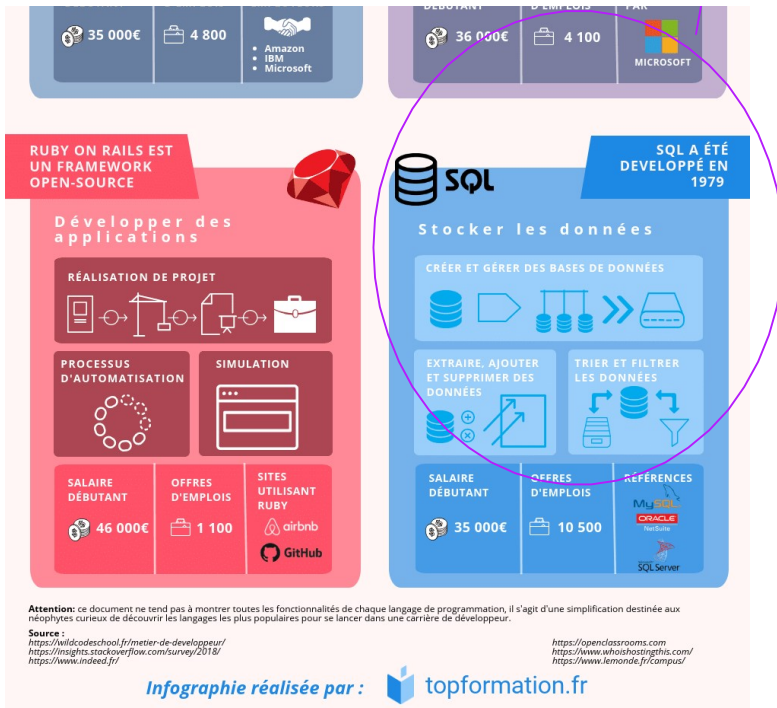 DÉBUTANT
D'EMPLOIS
PAR
35 000€
4 800
Amazon
IBM
Microsoft
36 000€
4 100
MICROSOFT
RUBY ON RAILS EST
UN FRAMEWORK
OPEN-SOURCE
Développer des
applications
RÉALISATION DE PROJET
PROCESSUS
D'AUTOMATISATION
SIMULATION
SALAIRE
DÉBUTANT
46 000€
OFFRES
D'EMPLOIS
1 100
SITES
UTILISANT
RUBY
airbnb
GitHub
SQL
SQL A ÉTÉ
DEVELOPPÉ EN
1979
Stocker les données
CRÉER ET GÉRER DES BASES DE DONNÉES
EXTRAIRE, AJOUTER
ET SUPPRIMER DES
DONNÉES
TRIER ET FILTRER
LES DONNÉES
SALAIRE
DÉBUTANT
35 000€
OFFRES
D'EMPLOIS
10 500
RÉFÉRENCES
MySQL
ORACLE
NetSuite
SQL Server
Attention: ce document ne tend pas à montrer toutes les fonctionnalités de chaque langage de programmation, il s'agit d'une simplification destinée aux
néophytes curieux de découvrir les langages les plus populaires pour se lancer dans une carrière de développeur.
Source :
https://wildcodeschool.fr/metier-de-developpeur/
https://insights.stackoverflow.com/survey/2018/
https://www.indeed.fr/
https://openclassrooms.com
https://www.whoishostingthis.com/
https://www.lemonde.fr/campus/
Infographie réalisée par :
topformation.fr